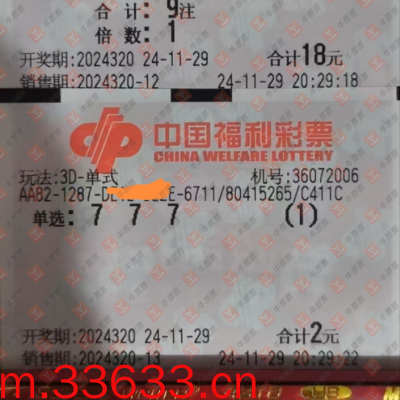 合 计: 9注
倍 数: 1
开奖期: 2024320 24-11-29 合计18元
销售期: 2024320-12 24-11-29 20:29:18
中国福利彩票
CHINA WELFARE LOTTERY
玩法: 3D-单式 机号: 36072006
AA82-1287- -6711/80415265/C411C
单选: 7 7 7 (1)
开奖期: 2024320 24-11-29 合计2元
销售期: 2024320-13 24-11-29 20:29:22
m.33633.cn